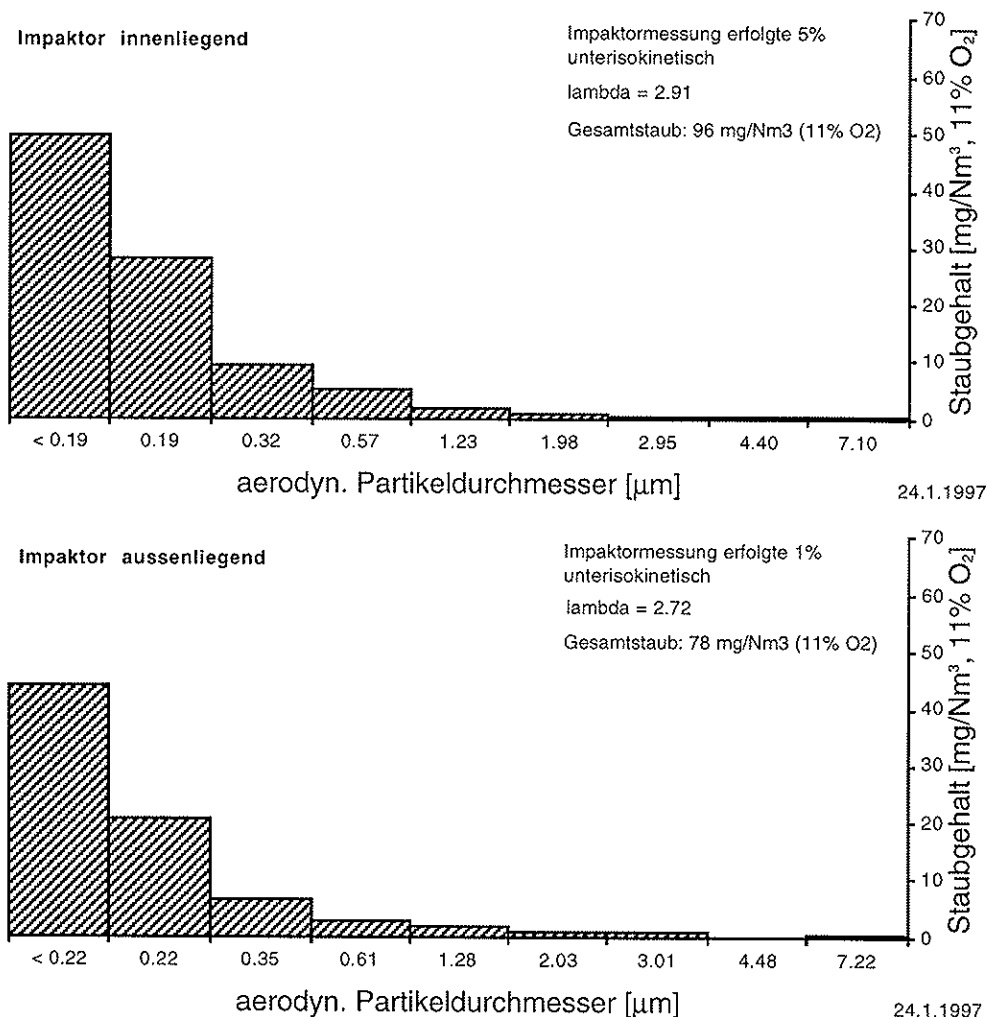 Impaktor innenliegend
Impaktormessung erfolgte 5%
unterisokinetisch
lambda = 2.91
Gesamtstaub: 96 mg/Nm3 (11% O2)
70
60
50
40
30
20
10
0
Staubgehalt [mg/Nm³, 11% O₂]
< 0.19 0.19 0.32 0.57 1.23 1.98 2.95 4.40 7.10
aerodyn. Partikeldurchmesser [µm]
24.1.1997
Impaktor aussenliegend
Impaktormessung erfolgte 1%
unterisokinetisch
lambda = 2.72
Gesamtstaub: 78 mg/Nm3 (11% O2)
70
60
50
40
30
20
10
0
Staubgehalt [mg/Nm³, 11% O₂]
< 0.22 0.22 0.35 0.61 1.28 2.03 3.01 4.48 7.22
aerodyn. Partikeldurchmesser [µm]
24.1.1997